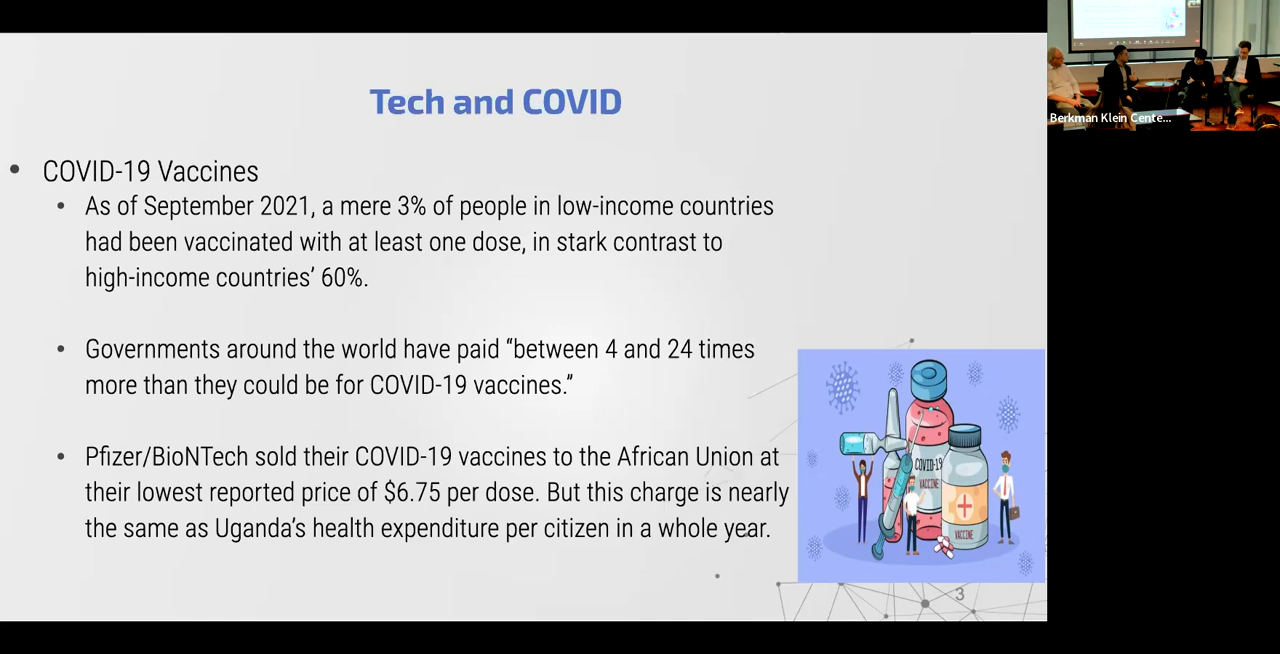 Tech and COVID
• COVID-19 Vaccines
• As of September 2021, a mere 3% of people in low-income countries
had been vaccinated with at least one dose, in stark contrast to
high-income countries’ 60%.
• Governments around the world have paid “between 4 and 24 times
more than they could be for COVID-19 vaccines.”
• Pfizer/BioNTech sold their COVID-19 vaccines to the African Union at
their lowest reported price of $6.75 per dose. But this charge is nearly
the same as Uganda’s health expenditure per citizen in a whole year.
COVID-19
VACCINE
VACCINE
3
Berkman Klein Cente...